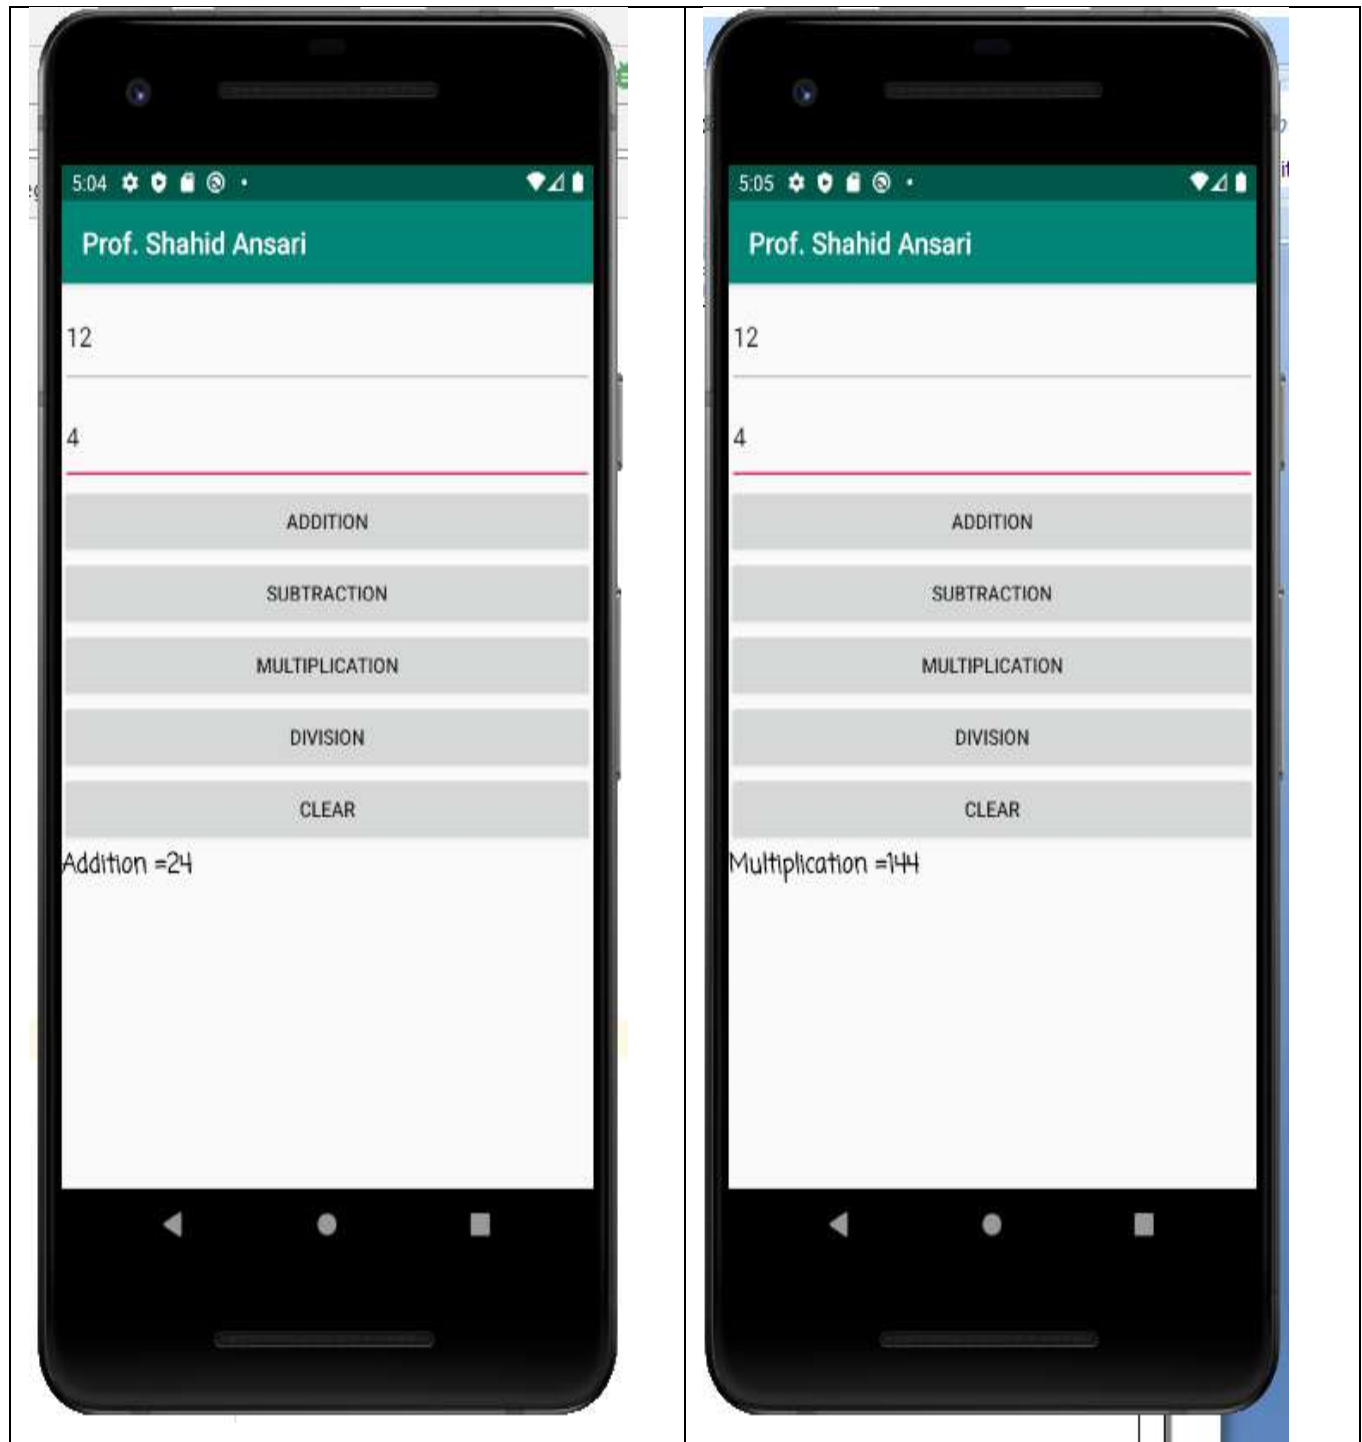 5:04
Prof. Shahid Ansari
12
4
ADDITION
SUBTRACTION
MULTIPLICATION
DIVISION
CLEAR
Addition =24
5:05
Prof. Shahid Ansari
12
4
ADDITION
SUBTRACTION
MULTIPLICATION
DIVISION
CLEAR
Multiplication =144